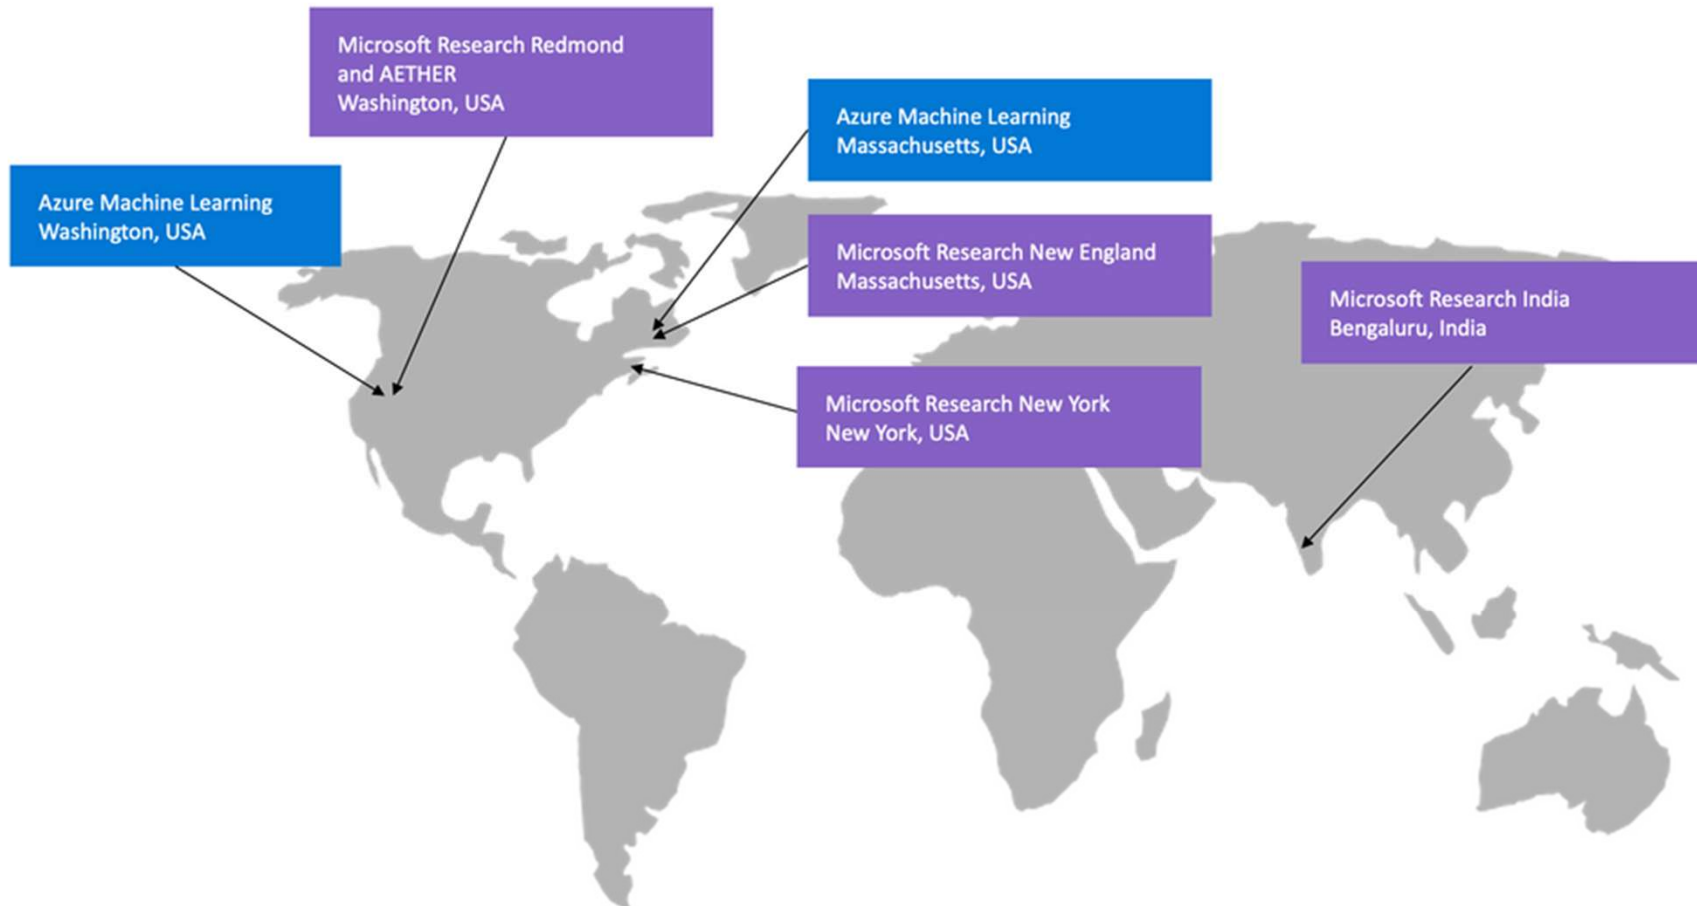 Microsoft Research Redmond
and AETHER
Washington, USA
Azure Machine Learning
Massachusetts, USA
Azure Machine Learning
Washington, USA
Microsoft Research New England
Massachusetts, USA
Microsoft Research India
Bengaluru, India
Microsoft Research New York
New York, USA